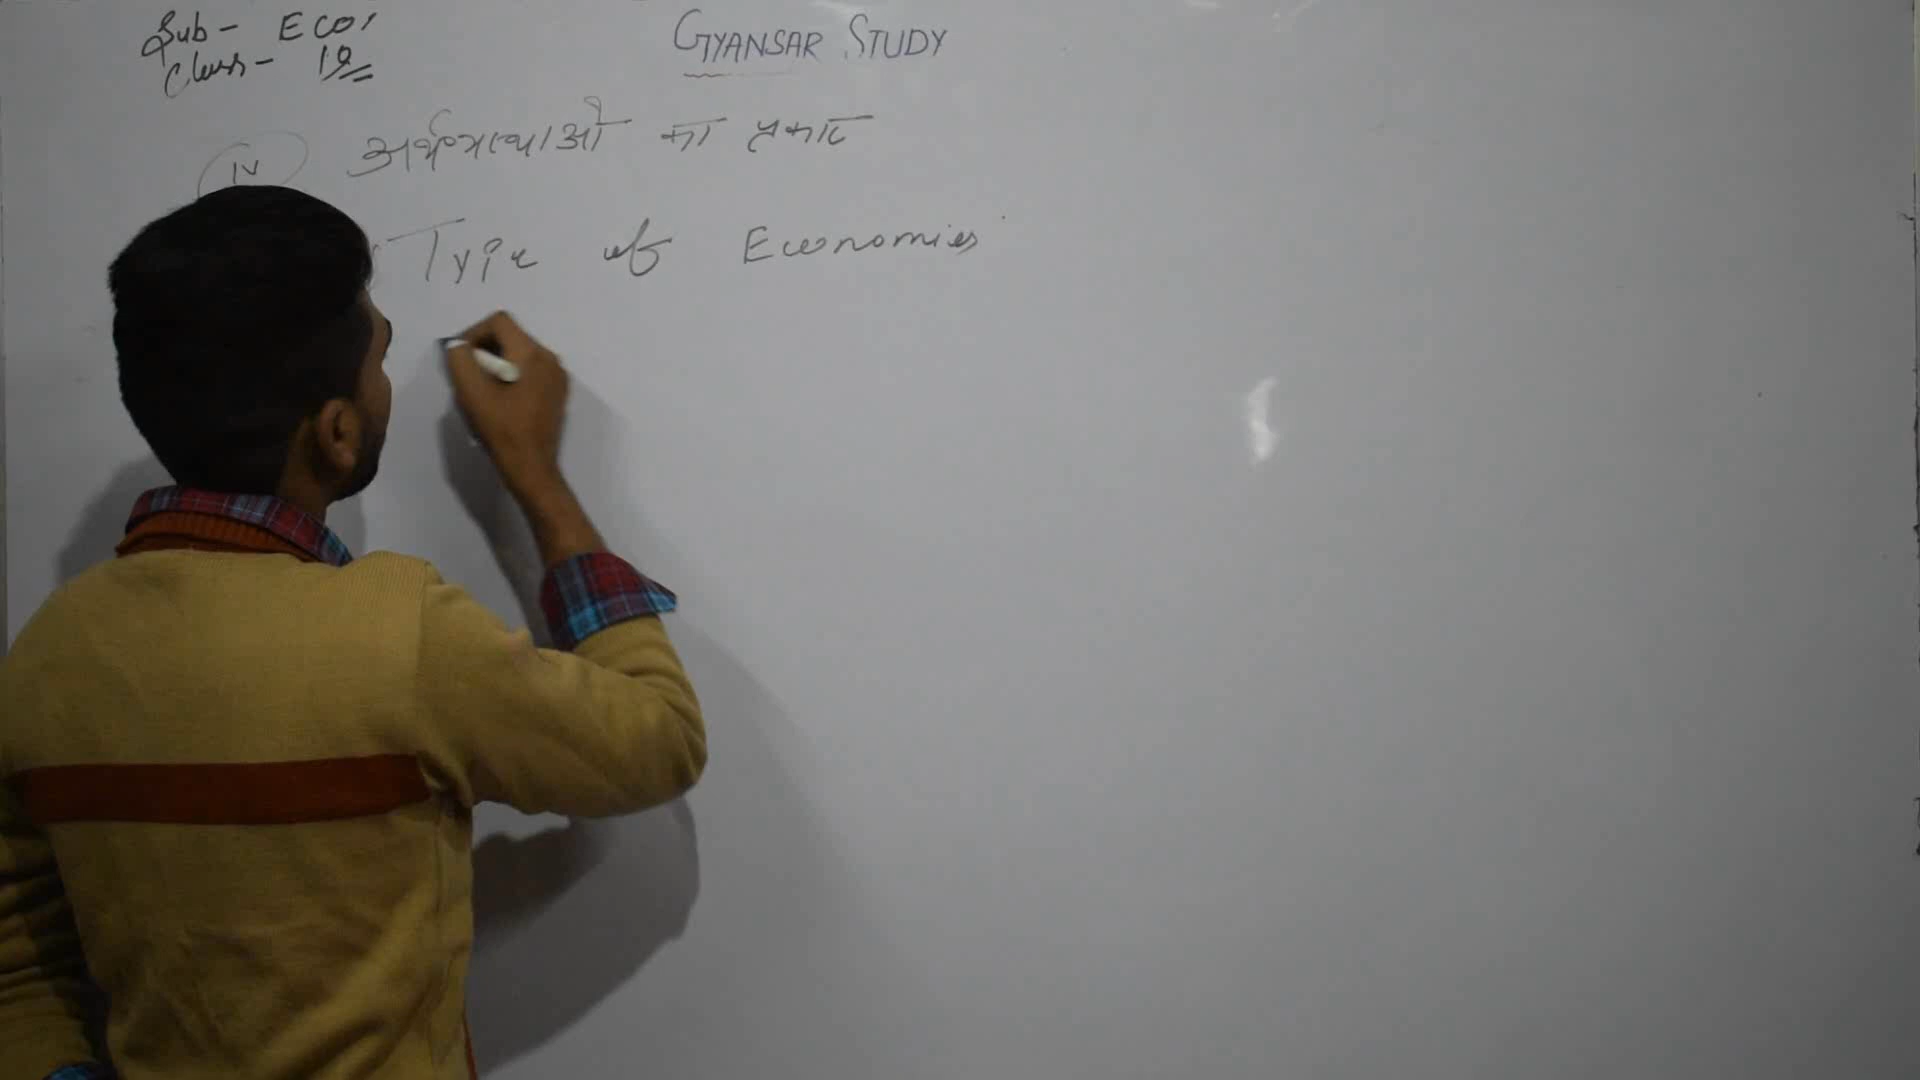 Sub- Eco.
Class- 12
GYANSAR STUDY
IV
अर्थव्यवस्थाओं का प्रकार
Type of Economies